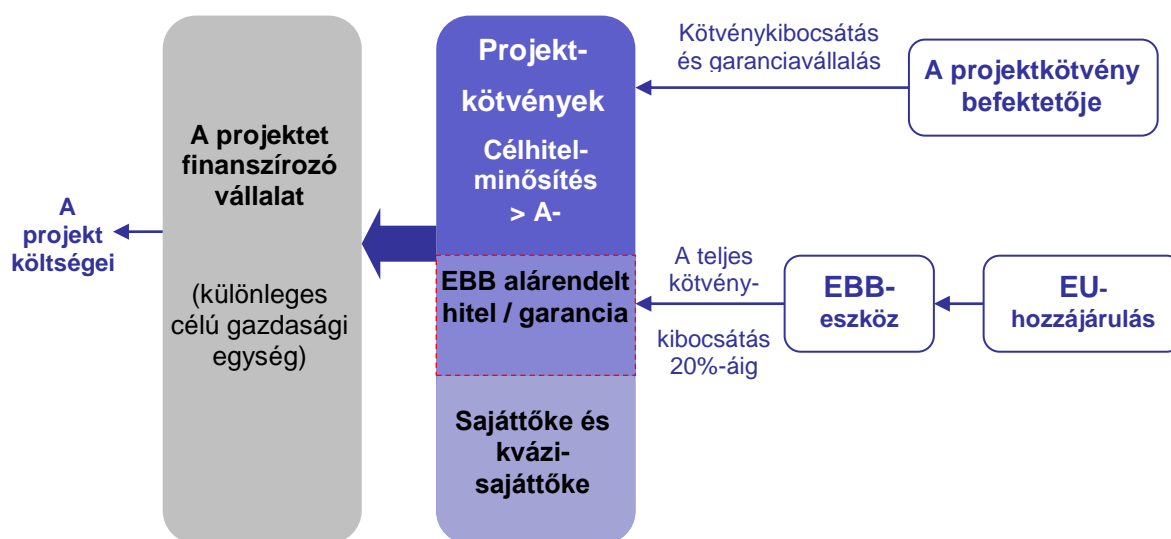 A
projekt
költségei
A projektet
finanszírozó
vállalat
(különleges
célú gazdasági
egység)
Projekt-
kötvények
Célhitel-
minősítés
> A-
EBB alárendelt
hitel / garancia
Sajáttőke és
kvázi-
sajáttőke
Kötvénykibocsátás
és garanciavállalás
A projektkötvény
befektetője
A teljes
kötvény-
kibocsátás
20%-áig
EBB-
eszköz
EU-
hozzájárulás